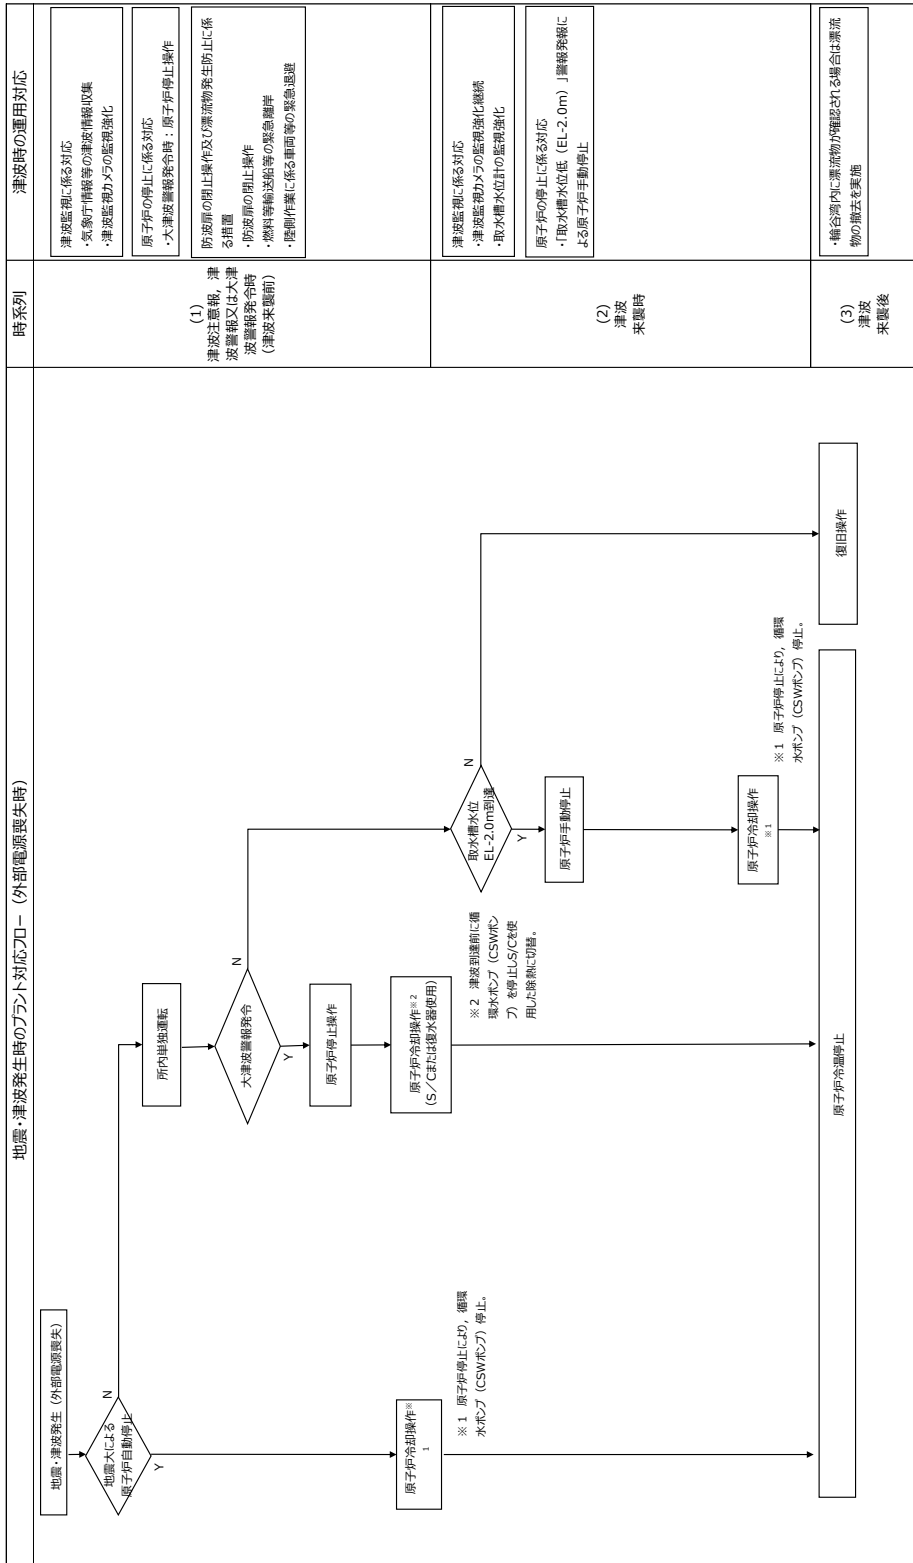 地震・津波発生時のプラント対応フロー（外部電源喪失時）
時系列
津波時の運用対応
地震・津波発生（外部電源喪失）
地震大による
原子炉自動停止
N
Y
所内単独運転
大津波警報発令
N
Y
原子炉停止操作
原子炉冷却操作※２
（S／Cまたは復水器使用）
原子炉冷却操作※
1
※１ 原子炉停止により，循環
水ポンプ（CSWポンプ）停止。
※２ 津波到達前に循
環水ポンプ（CSWポン
プ）を停止しS/Cを使
用した除熱に切替。
取水槽水位
EL-2.0m到達
N
Y
原子炉手動停止
原子炉冷却操作
※１
※１ 原子炉停止により，循環
水ポンプ（CSWポンプ）停止。
原子炉冷温停止
復旧操作
(1)
津波注意報，津
波警報又は大津
波警報発令時
（津波来襲前）
津波監視に係る対応
・気象庁情報等の津波情報収集
・津波監視カメラの監視強化
原子炉の停止に係る対応
・大津波警報発令時：原子炉停止操作
防波扉の閉止操作及び漂流物発生防止に係
る措置
・防波扉の閉止操作
・燃料等輸送船等の緊急離岸
・陸側作業に係る車両等の緊急退避
(2)
津波
来襲時
津波監視に係る対応
・津波監視カメラの監視強化継続
・取水槽水位計の監視強化
原子炉の停止に係る対応
・「取水槽水位低（EL-2.0m）」警報発報に
よる原子炉手動停止
(3)
津波
来襲後
・輪谷湾内に漂流物が確認される場合は漂流
物の撤去を実施